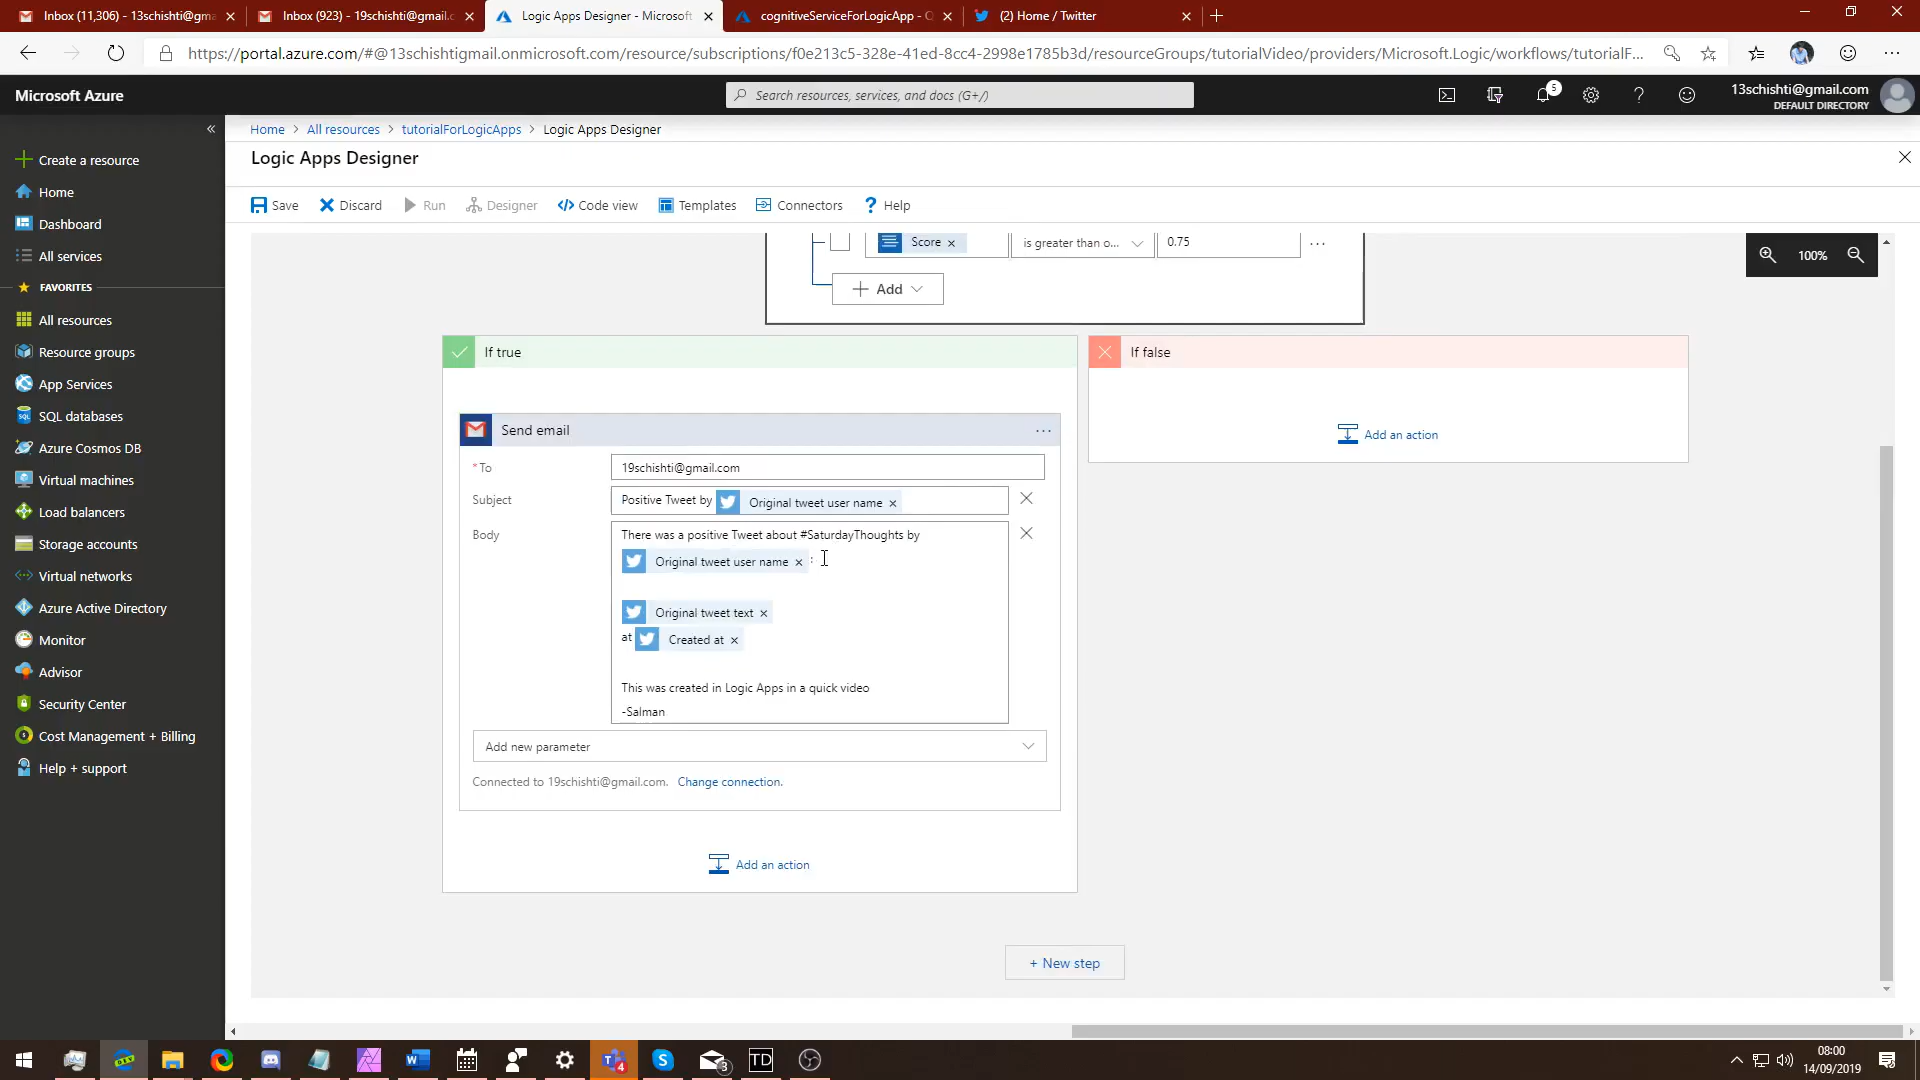 Inbox (11,306) - 13schishti@gma
Inbox (923) - 19schishti@gmail.c
Logic Apps Designer - Microsoft
cognitiveServiceForLogicApp - Q
(2) Home / Twitter
https://portal.azure.com/#@13schishtigmail.onmicrosoft.com/resource/subscriptions/f0e213c5-328e-41ed-8cc4-2998e1785b3d/resourceGroups/tutorialVideo/providers/Microsoft.Logic/workflows/tutorialF...
Microsoft Azure
Search resources, services, and docs (G+/)
5
13schishti@gmail.com
DEFAULT DIRECTORY
Home > All resources > tutorialForLogicApps > Logic Apps Designer
Logic Apps Designer
Save
Discard
Run
Designer
Code view
Templates
Connectors
Help
Create a resource
Home
Dashboard
All services
FAVORITES
All resources
Resource groups
App Services
SQL databases
Azure Cosmos DB
Virtual machines
Load balancers
Storage accounts
Virtual networks
Azure Active Directory
Monitor
Advisor
Security Center
Cost Management + Billing
Help + support
Score
is greater than o...
0.75
100%
Add
If true
If false
Send email
* To
19schishti@gmail.com
Subject
Positive Tweet by Original tweet user name
Body
There was a positive Tweet about #SaturdayThoughts by
Original tweet user name :
Original tweet text
at Created at
This was created in Logic Apps in a quick video
-Salman
Add new parameter
Connected to 19schishti@gmail.com. Change connection.
Add an action
Add an action
+ New step
DEV
4
3
TD
08:00
14/09/2019